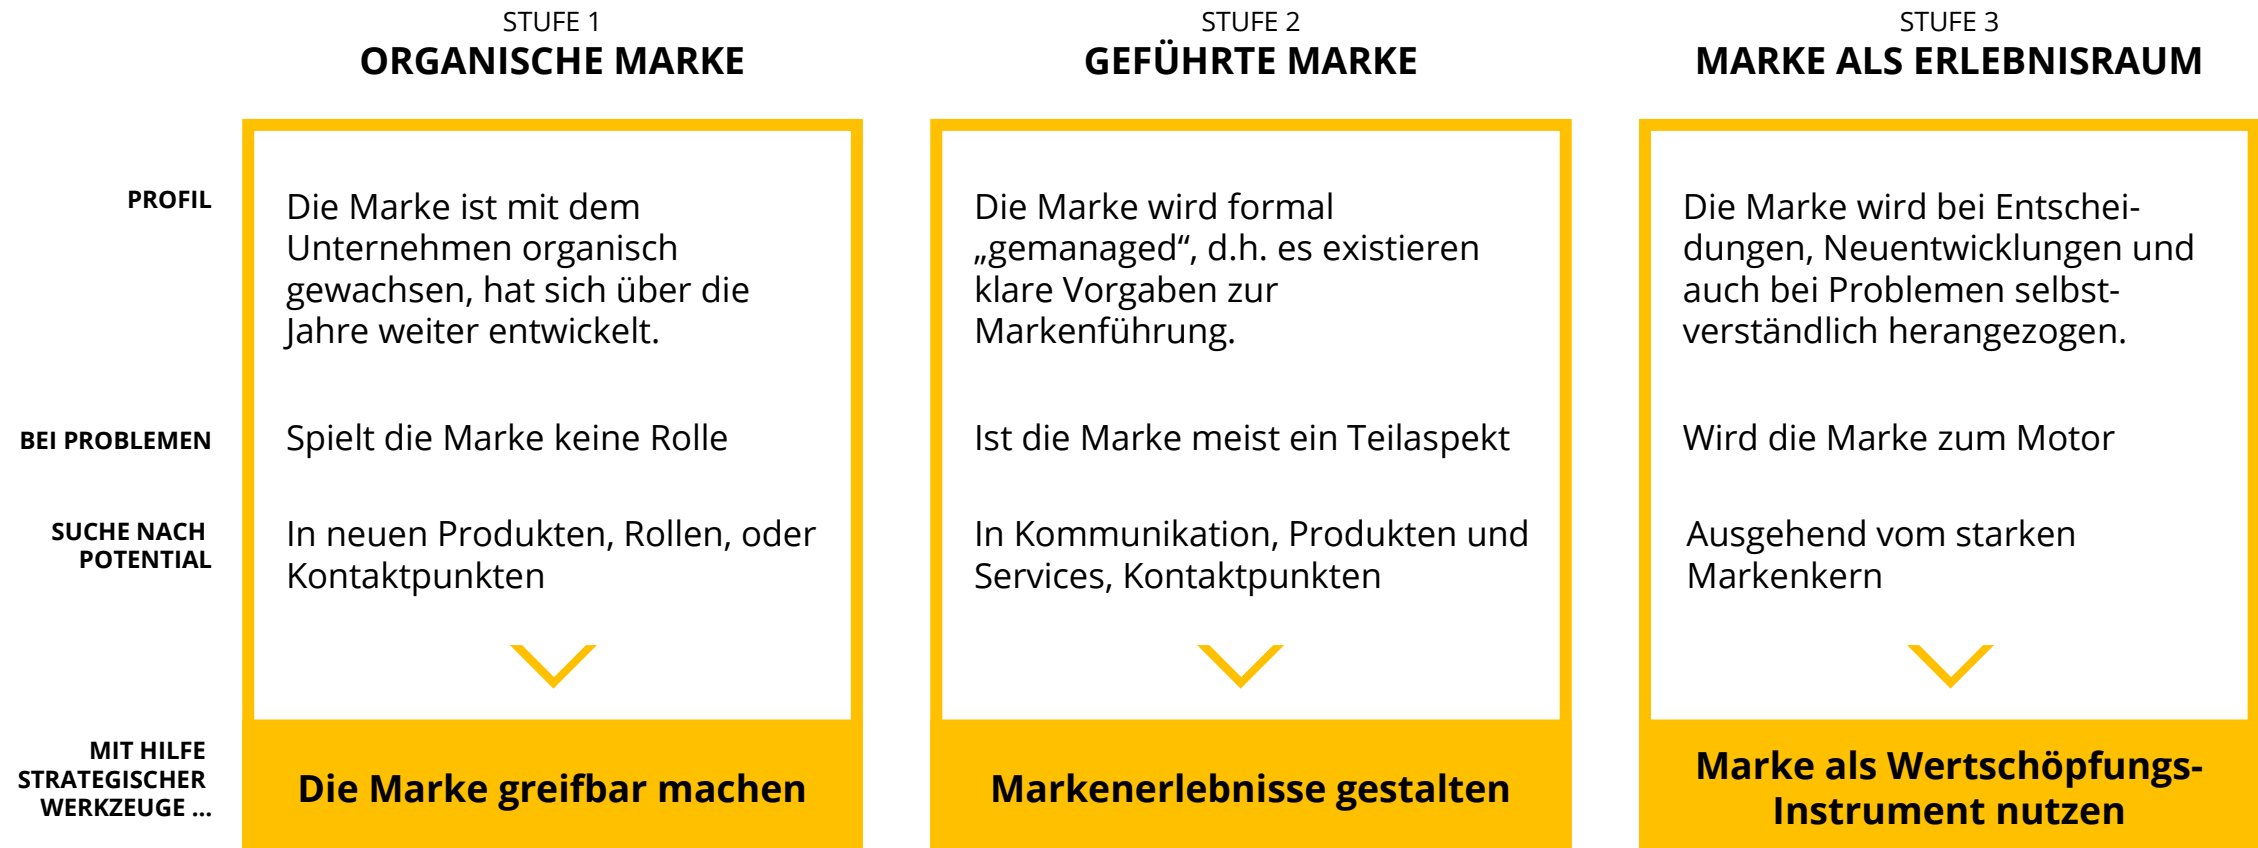 STUFE 1
ORGANISCHE MARKE
STUFE 2
GEFÜHRTE MARKE
STUFE 3
MARKE ALS ERLEBNISRAUM
PROFIL
Die Marke ist mit dem
Unternehmen organisch
gewachsen, hat sich über die
Jahre weiter entwickelt.
Die Marke wird formal
„gemanaged“, d.h. es existieren
klare Vorgaben zur
Markenführung.
Die Marke wird bei Entschei-
dungen, Neuentwicklungen und
auch bei Problemen selbst-
verständlich herangezogen.
BEI PROBLEMEN
Spielt die Marke keine Rolle
Ist die Marke meist ein Teilaspekt
Wird die Marke zum Motor
SUCHE NACH
POTENTIAL
In neuen Produkten, Rollen, oder
Kontaktpunkten
In Kommunikation, Produkten und
Services, Kontaktpunkten
Ausgehend vom starken
Markenkern
MIT HILFE
STRATEGISCHER
WERKZEUGE ...
Die Marke greifbar machen
Markenerlebnisse gestalten
Marke als Wertschöpfungs-
Instrument nutzen